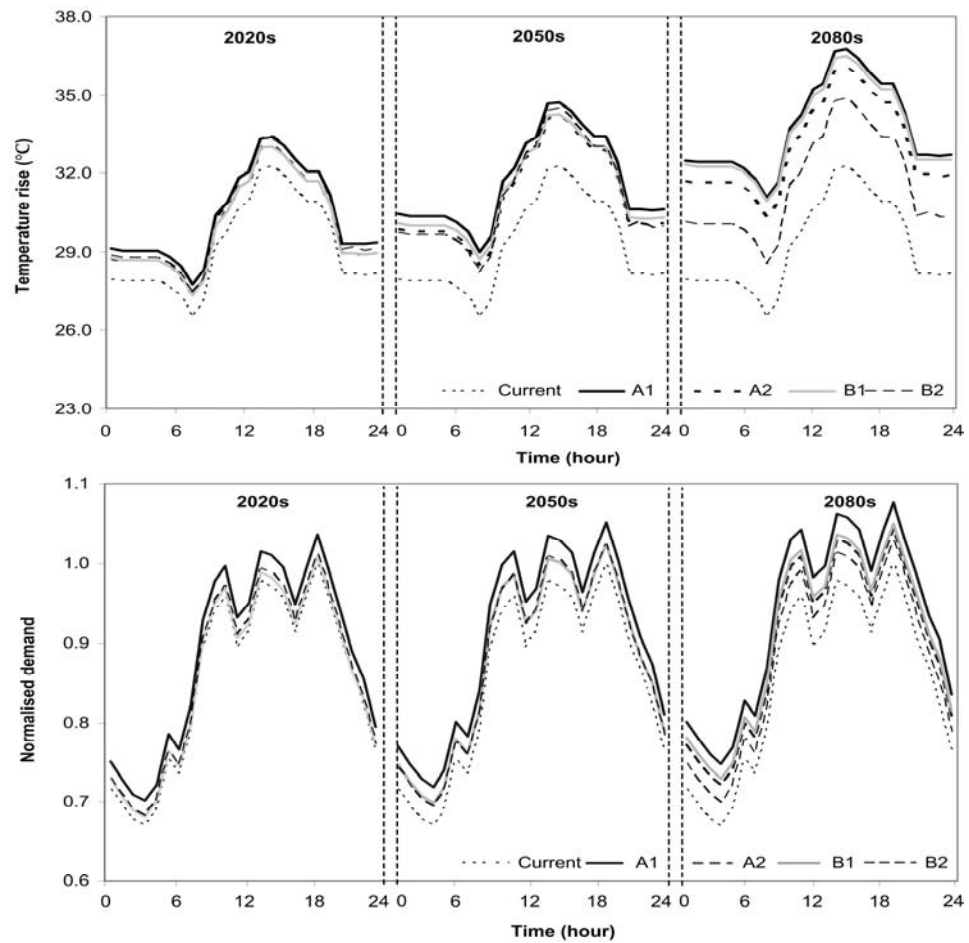 38.0
2020s
2050s
2080s
35.0
32.0
29.0
26.0
23.0
Temperature rise (℃)
Current A1 A2 B1 B2
0 6 12 18 24 0 6 12 18 24 0 6 12 18 24
Time (hour)
1.1
2020s
2050s
2080s
1.0
0.9
0.8
0.7
0.6
Normalised demand
Current A1 A2 B1 B2
0 6 12 18 24 0 6 12 18 24 0 6 12 18 24
Time (hour)